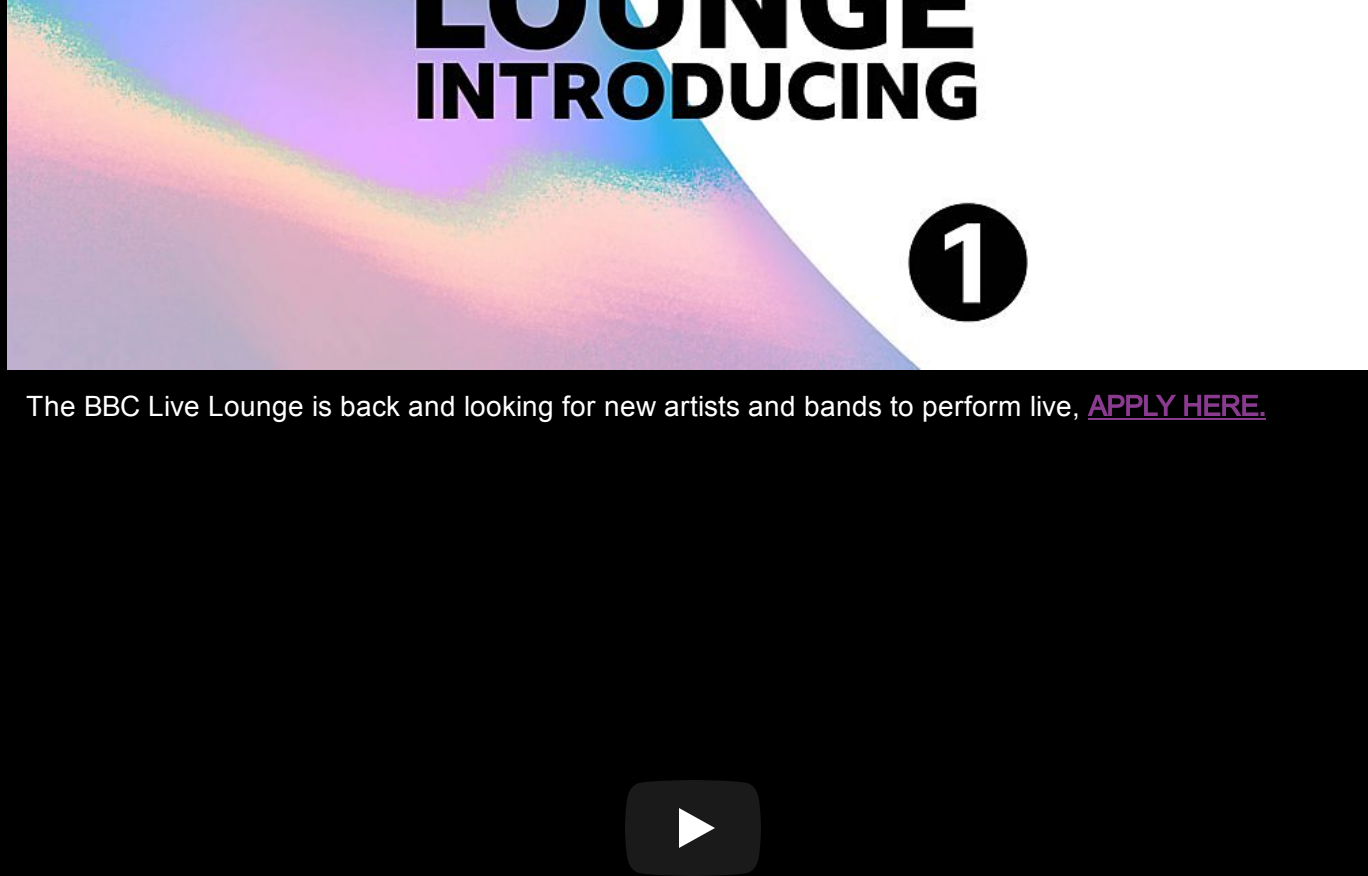 LOUNGE
INTRODUCING
1
The BBC Live Lounge is back and looking for new artists and bands to perform live, APPLY HERE.